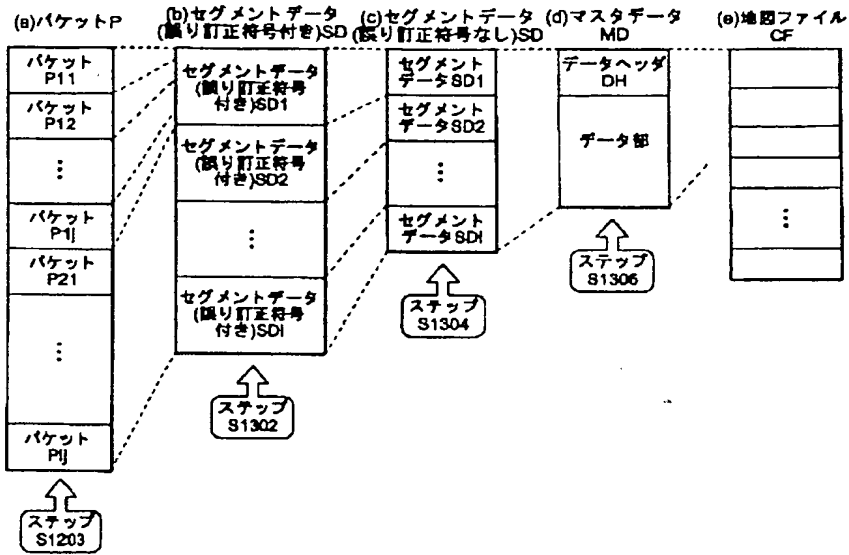 (a)パケットP
パケット
P11
パケット
P12
⋮
パケット
P1j
パケット
P21
⋮
パケット
Pij
ステップ
S1203
(b)セグメントデータ
(誤り訂正符号付き)SD
セグメントデータ
(誤り訂正符号
付き)SD1
セグメントデータ
(誤り訂正符号
付き)SD2
⋮
セグメントデータ
(誤り訂正符号
付き)SDi
ステップ
S1302
(c)セグメントデータ
(誤り訂正符号なし)SD
セグメント
データSD1
セグメント
データSD2
⋮
セグメント
データSDi
ステップ
S1304
(d)マスタデータ
MD
データヘッダ
DH
データ部
ステップ
S1306
(e)地図ファイル
CF
⋮